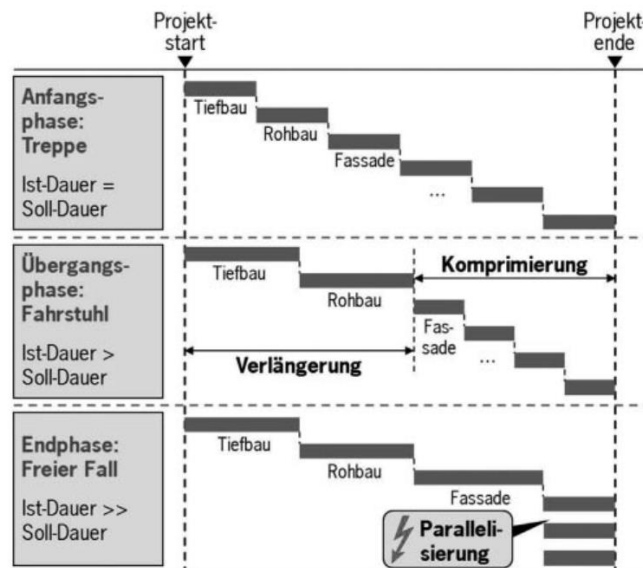 Projekt-
start
Projekt-
ende
Anfangs-
phase:
Treppe
Ist-Dauer =
Soll-Dauer
Tiefbau
Rohbau
Fassade
...
Übergangs-
phase:
Fahrstuhl
Ist-Dauer >
Soll-Dauer
Tiefbau
Rohbau
Komprimierung
Fas-
sade
...
Verlängerung
Endphase:
Freier Fall
Ist-Dauer >>
Soll-Dauer
Tiefbau
Rohbau
Fassade
Paralleli-
sierung